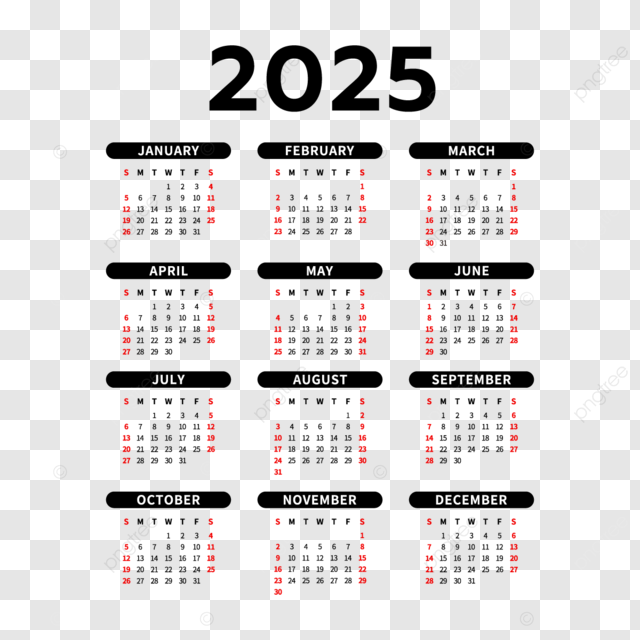 2025
JANUARY
S M T W T F S
1 2 3 4
5 6 7 8 9 10 11
12 13 14 15 16 17 18
19 20 21 22 23 24 25
26 27 28 29 30 31
FEBRUARY
S M T W T F S
1
2 3 4 5 6 7 8
9 10 11 12 13 14 15
16 17 18 19 20 21 22
23 24 25 26 27 28
MARCH
S M T W T F S
1
2 3 4 5 6 7 8
9 10 11 12 13 14 15
16 17 18 19 20 21 22
23 24 25 26 27 28 29
30 31
APRIL
S M T W T F S
1 2 3 4 5
6 7 8 9 10 11 12
13 14 15 16 17 18 19
20 21 22 23 24 25 26
27 28 29 30
MAY
S M T W T F S
1 2 3
4 5 6 7 8 9 10
11 12 13 14 15 16 17
18 19 20 21 22 23 24
25 26 27 28 29 30 31
JUNE
S M T W T F S
1 2 3 4 5 6 7
8 9 10 11 12 13 14
15 16 17 18 19 20 21
22 23 24 25 26 27 28
29 30
JULY
S M T W T F S
1 2 3 4 5
6 7 8 9 10 11 12
13 14 15 16 17 18 19
20 21 22 23 24 25 26
27 28 29 30 31
AUGUST
S M T W T F S
1 2
3 4 5 6 7 8 9
10 11 12 13 14 15 16
17 18 19 20 21 22 23
24 25 26 27 28 29 30
31
SEPTEMBER
S M T W T F S
1 2 3 4 5 6
7 8 9 10 11 12 13
14 15 16 17 18 19 20
21 22 23 24 25 26 27
28 29 30
OCTOBER
S M T W T F S
1 2 3 4
5 6 7 8 9 10 11
12 13 14 15 16 17 18
19 20 21 22 23 24 25
26 27 28 29 30 31
NOVEMBER
S M T W T F S
1
2 3 4 5 6 7 8
9 10 11 12 13 14 15
16 17 18 19 20 21 22
23 24 25 26 27 28 29
30
DECEMBER
S M T W T F S
1 2 3 4 5 6
7 8 9 10 11 12 13
14 15 16 17 18 19 20
21 22 23 24 25 26 27
28 29 30 31
pngtree